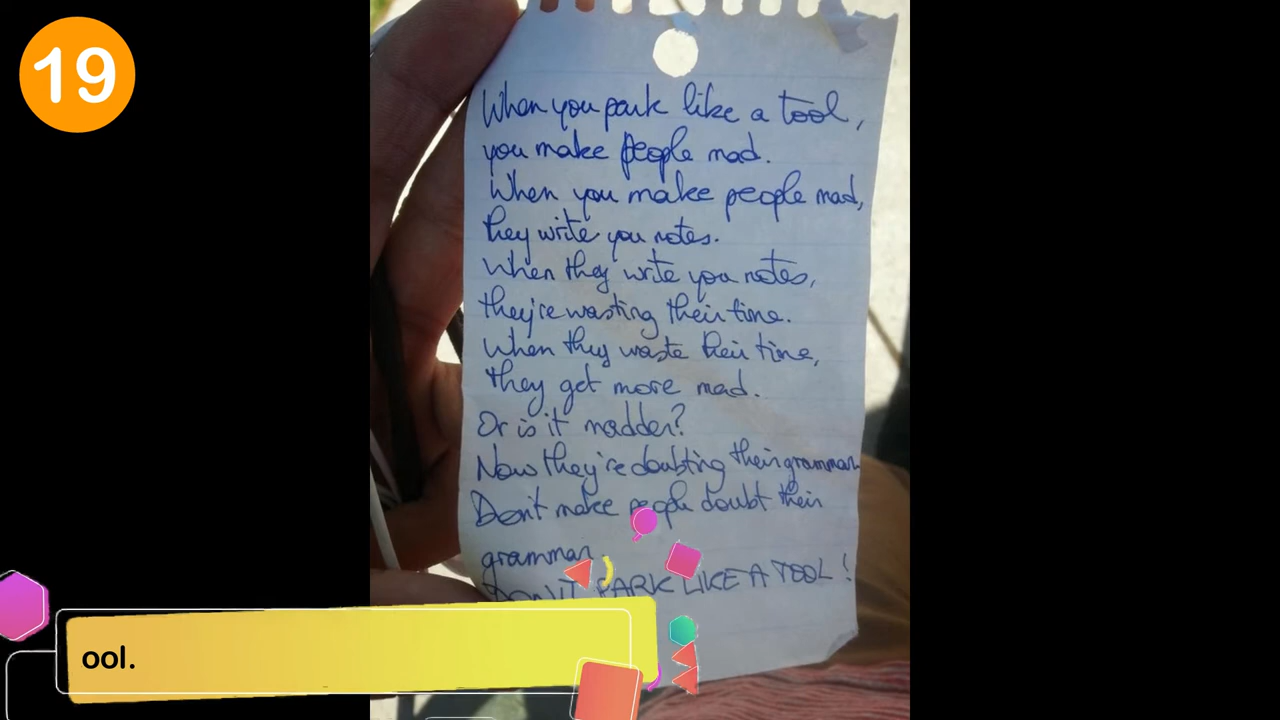 19
When you park like a tool,
you make people mad.
When you make people mad,
they write you notes.
When they write you notes,
they're wasting their time.
When they waste their time,
they get more mad.
Or is it madder?
Now they're doubting their grammar
Don't make people doubt their
grammar.
DON'T PARK LIKE A TOOL!
ool.